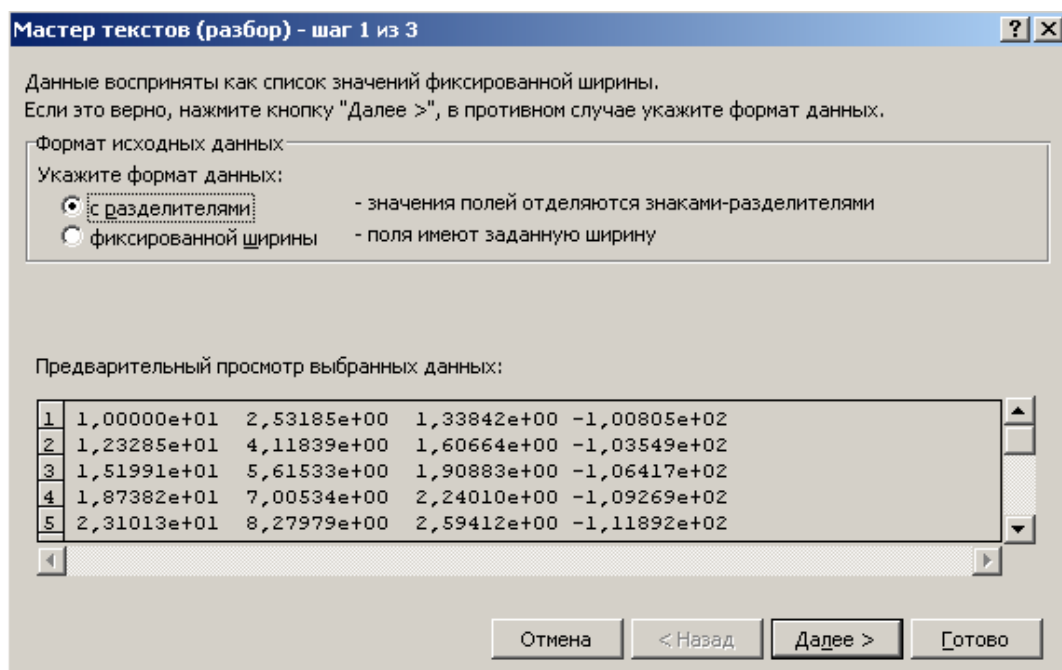 Мастер текстов (разбор) - шаг 1 из 3
Данные восприняты как список значений фиксированной ширины.
Если это верно, нажмите кнопку "Далее >", в противном случае укажите формат данных.
Формат исходных данных
Укажите формат данных:
с разделителями - значения полей отделяются знаками-разделителями
фиксированной ширины - поля имеют заданную ширину
Предварительный просмотр выбранных данных:
1 1,00000e+01 2,53185e+00 1,33842e+00 -1,00805e+02
2 1,23285e+01 4,11839e+00 1,60664e+00 -1,03549e+02
3 1,51991e+01 5,61533e+00 1,90883e+00 -1,06417e+02
4 1,87382e+01 7,00534e+00 2,24010e+00 -1,09269e+02
5 2,31013e+01 8,27979e+00 2,59412e+00 -1,11892e+02
Отмена < Назад Далее > Готово